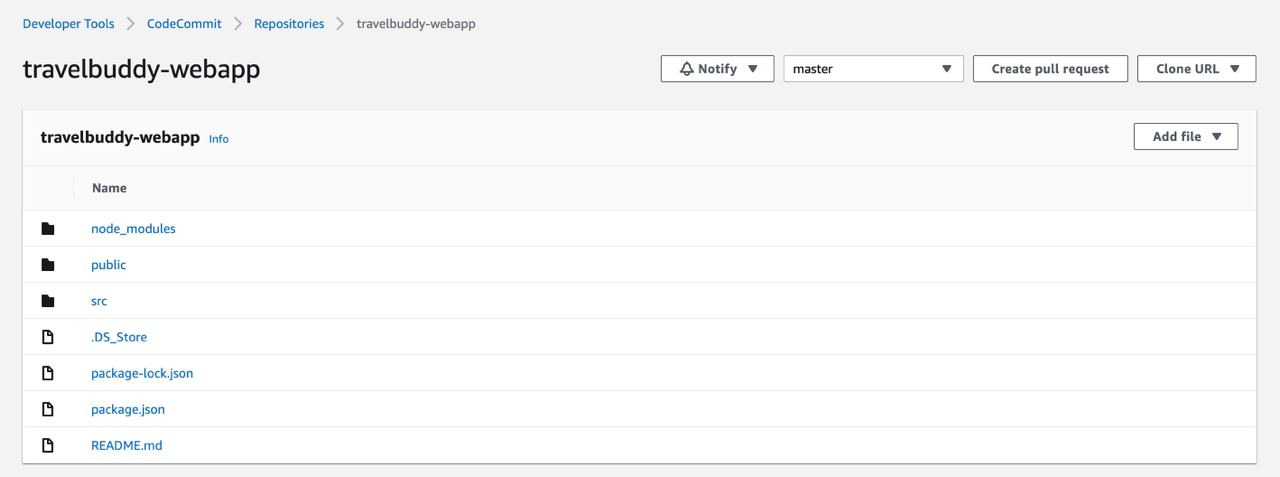 Developer Tools CodeCommit Repositories travelbuddy-webapp
travelbuddy-webapp Notify master Create pull request Clone URL
travelbuddy-webapp Info Add file
Name
node_modules
public
src
.DS_Store
package-lock.json
package.json
README.md